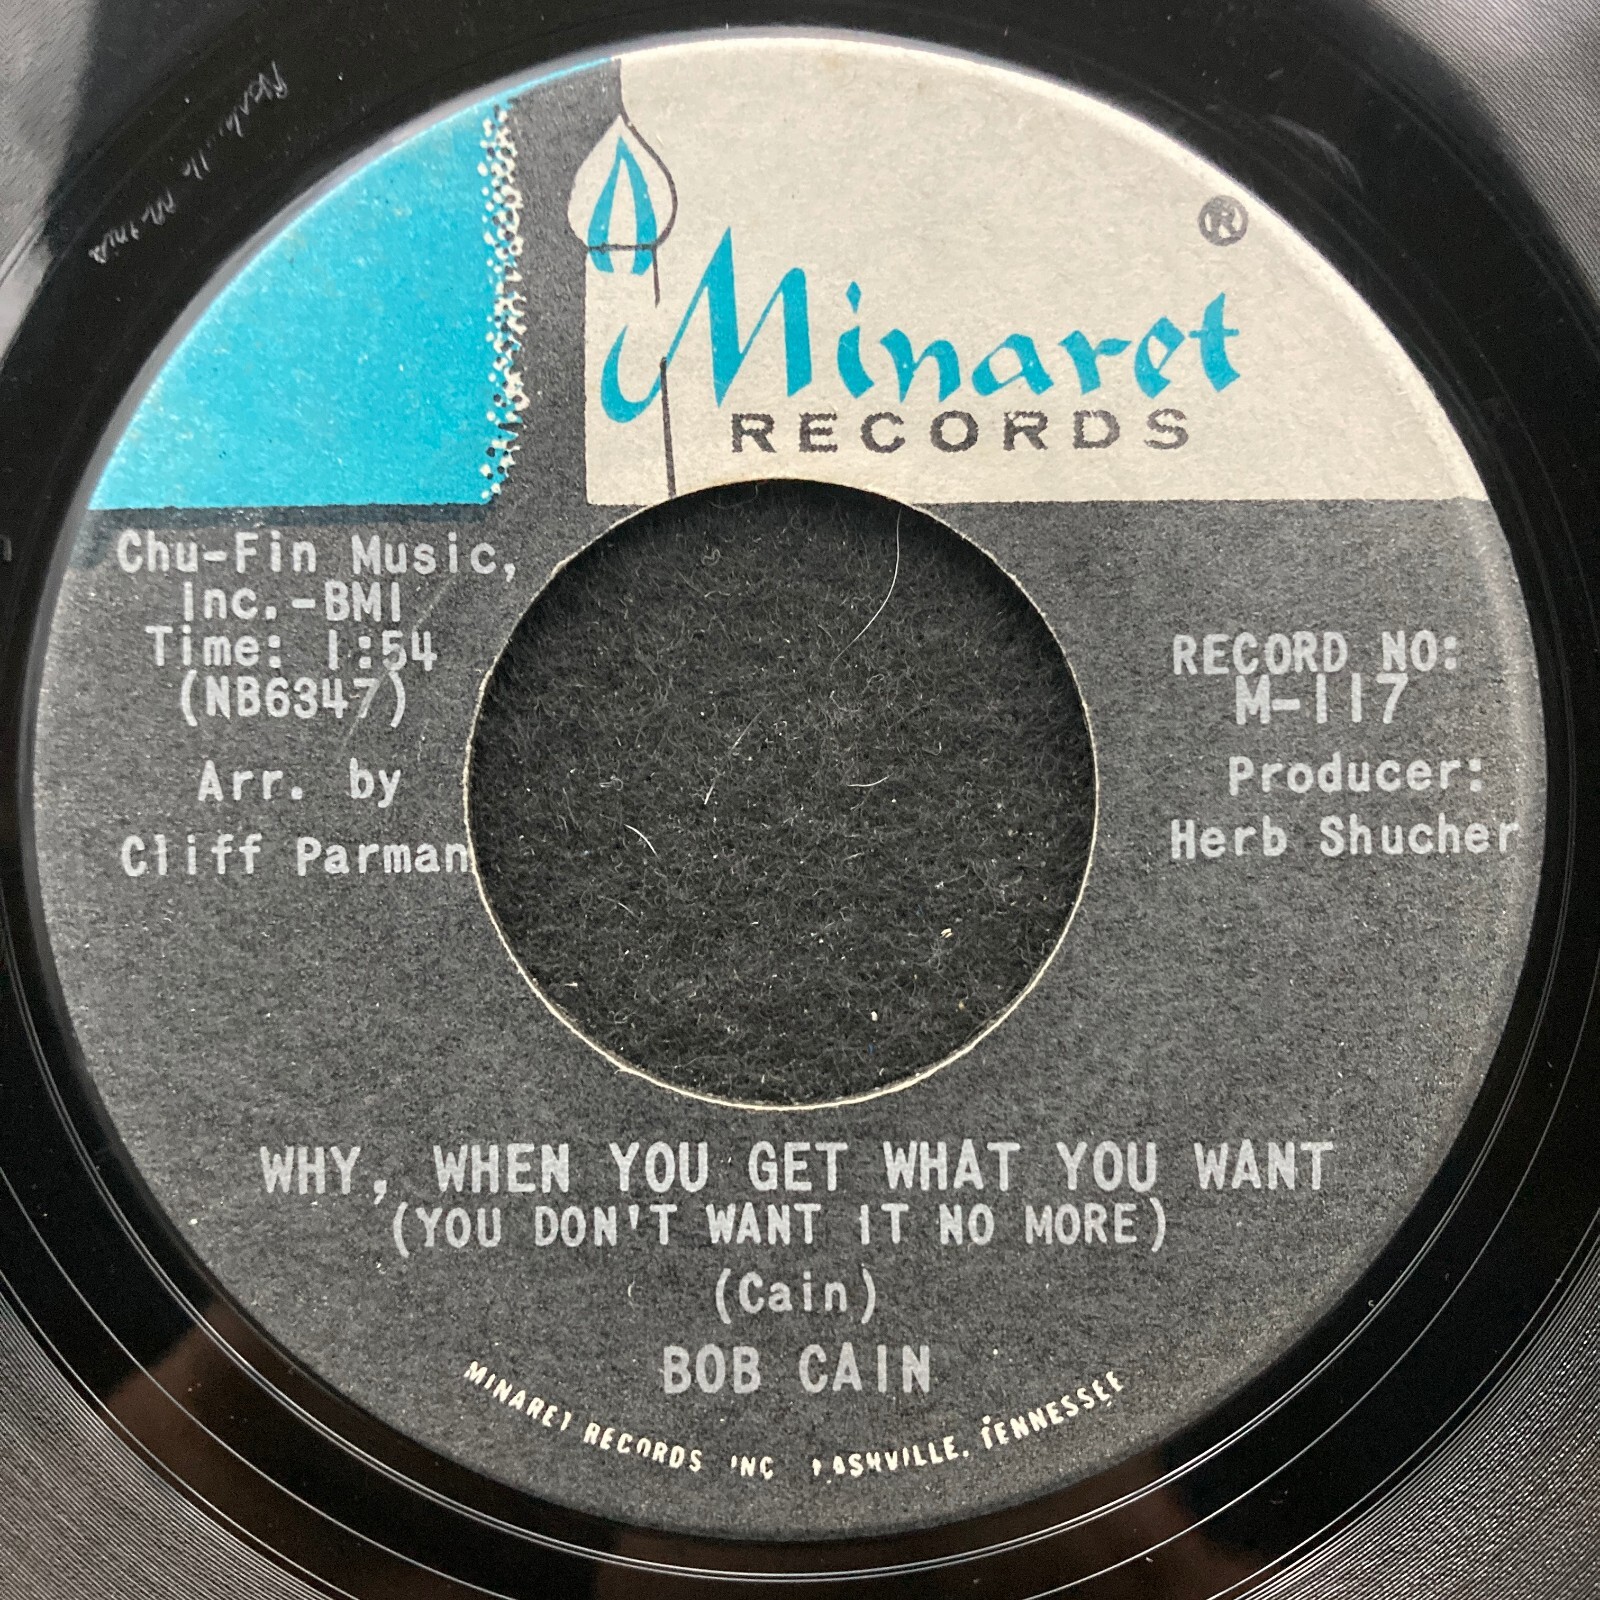 Minaret
®
RECORDS
Chu-Fin Music,
Inc.-BMI
Time: 1:54
(NB6347)
Arr. by
Cliff Parman
RECORD NO:
M-117
Producer:
Herb Shucher
WHY, WHEN YOU GET WHAT YOU WANT
(YOU DON'T WANT IT NO MORE)
(Cain)
BOB CAIN
MINARET RECORDS INC NASHVILLE, TENNESSEE